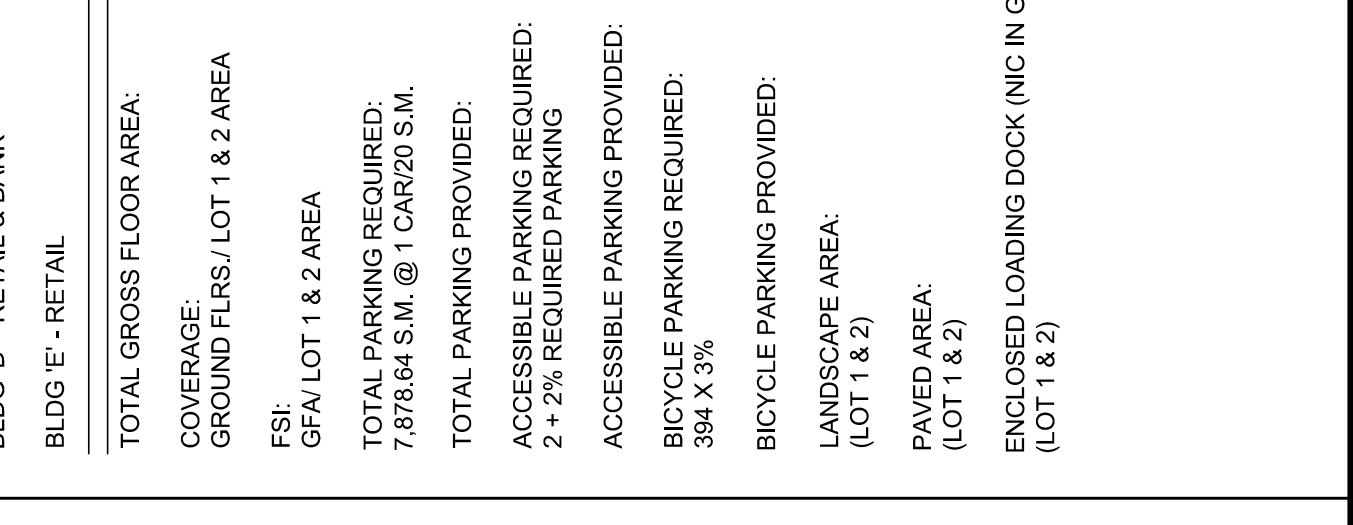 BLDG 'E' - RETAIL
TOTAL GROSS FLOOR AREA:
COVERAGE:
GROUND FLRS./ LOT 1 & 2 AREA
FSI:
GFA/ LOT 1 & 2 AREA
TOTAL PARKING REQUIRED:
7,878.64 S.M. @ 1 CAR/20 S.M.
TOTAL PARKING PROVIDED:
ACCESSIBLE PARKING REQUIRED:
2 + 2% REQUIRED PARKING
ACCESSIBLE PARKING PROVIDED:
BICYCLE PARKING REQUIRED:
394 X 3%
BICYCLE PARKING PROVIDED:
LANDSCAPE AREA:
(LOT 1 & 2)
PAVED AREA:
(LOT 1 & 2)
ENCLOSED LOADING DOCK (NIC IN
(LOT 1 & 2)